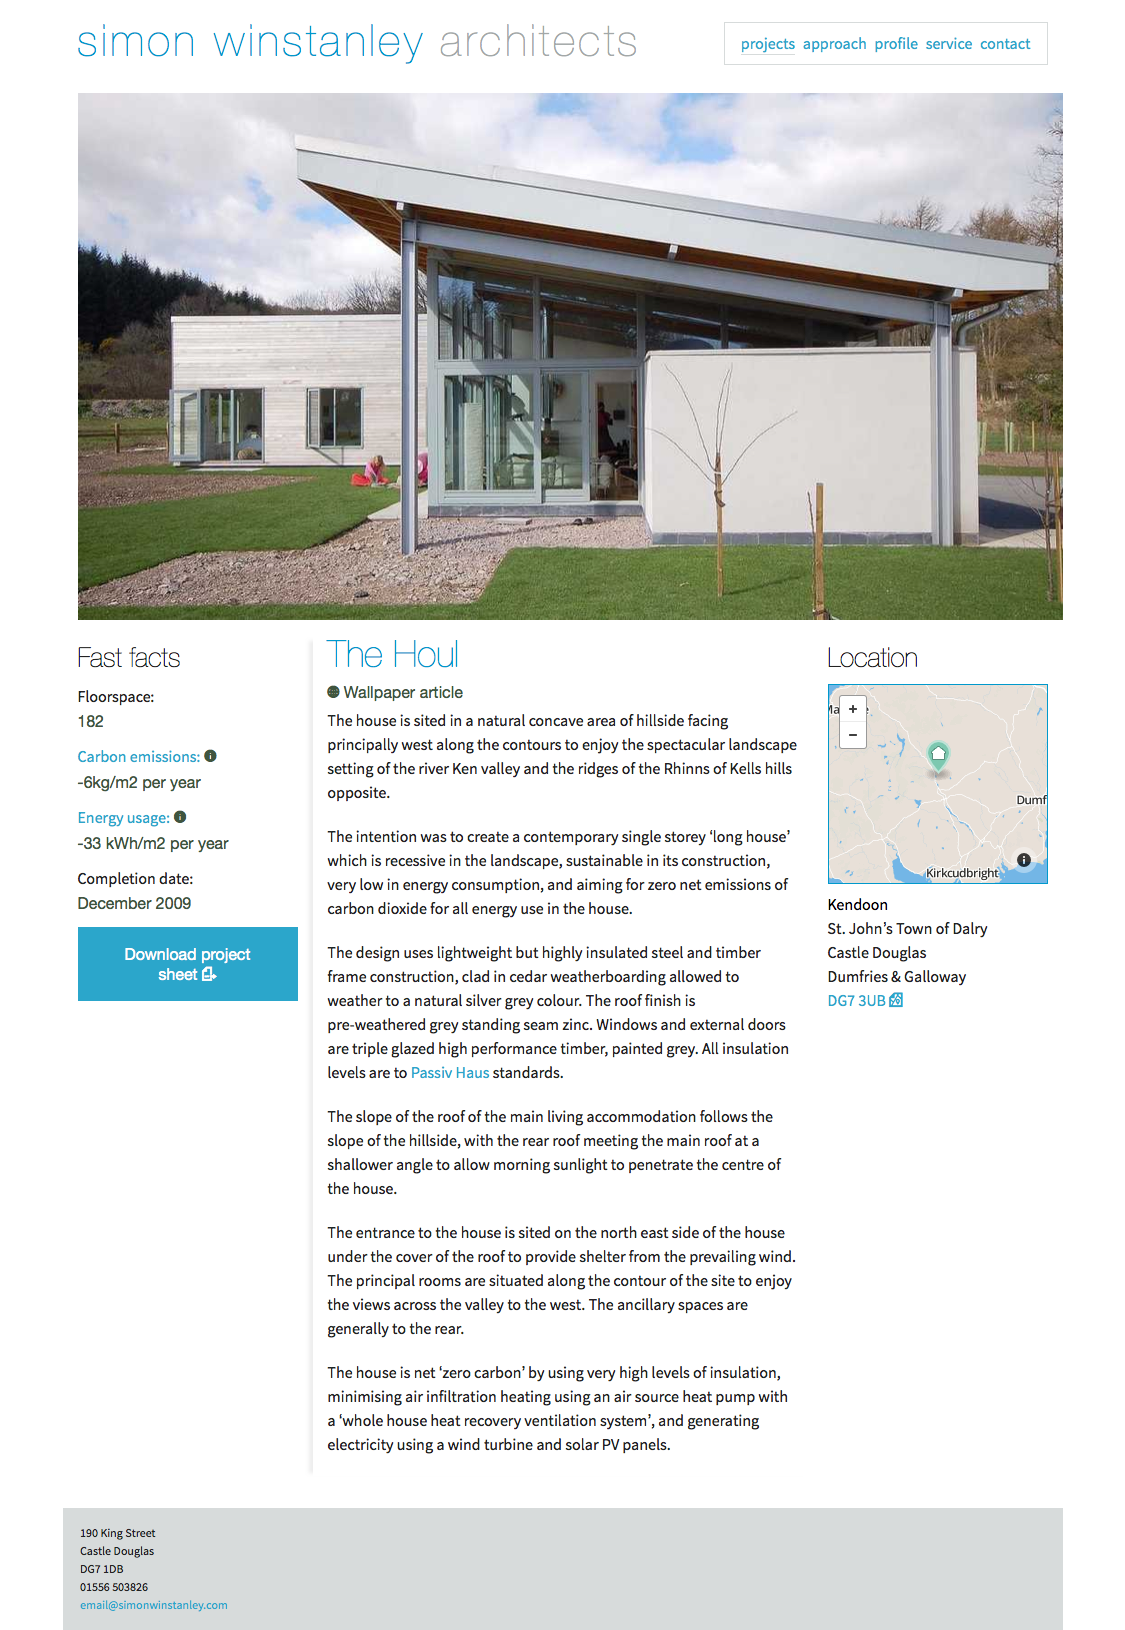 simon winstanley architects
projects approach profile service contact
Fast facts
Floorspace:
182
Carbon emissions:
-6kg/m2 per year
Energy usage:
-33 kWh/m2 per year
Completion date:
December 2009
Download project
sheet
The Houl
Wallpaper article
The house is sited in a natural concave area of hillside facing
principally west along the contours to enjoy the spectacular landscape
setting of the river Ken valley and the ridges of the Rhinns of Kells hills
opposite.
The intention was to create a contemporary single storey ‘long house’
which is recessive in the landscape, sustainable in its construction,
very low in energy consumption, and aiming for zero net emissions of
carbon dioxide for all energy use in the house.
The design uses lightweight but highly insulated steel and timber
frame construction, clad in cedar weatherboarding allowed to
weather to a natural silver grey colour. The roof finish is
pre-weathered grey standing seam zinc. Windows and external doors
are triple glazed high performance timber, painted grey. All insulation
levels are to Passiv Haus standards.
The slope of the roof of the main living accommodation follows the
slope of the hillside, with the rear roof meeting the main roof at a
shallower angle to allow morning sunlight to penetrate the centre of
the house.
The entrance to the house is sited on the north east side of the house
under the cover of the roof to provide shelter from the prevailing wind.
The principal rooms are situated along the contour of the site to enjoy
the views across the valley to the west. The ancillary spaces are
generally to the rear.
The house is net ‘zero carbon’ by using very high levels of insulation,
minimising air infiltration heating using an air source heat pump with
a ‘whole house heat recovery ventilation system’, and generating
electricity using a wind turbine and solar PV panels.
Location
+
−
Dumf
Kirkcudbright
Kendoon
St. John’s Town of Dalry
Castle Douglas
Dumfries & Galloway
DG7 3UB
190 King Street
Castle Douglas
DG7 1DB
01556 503826
email@simonwinstanley.com